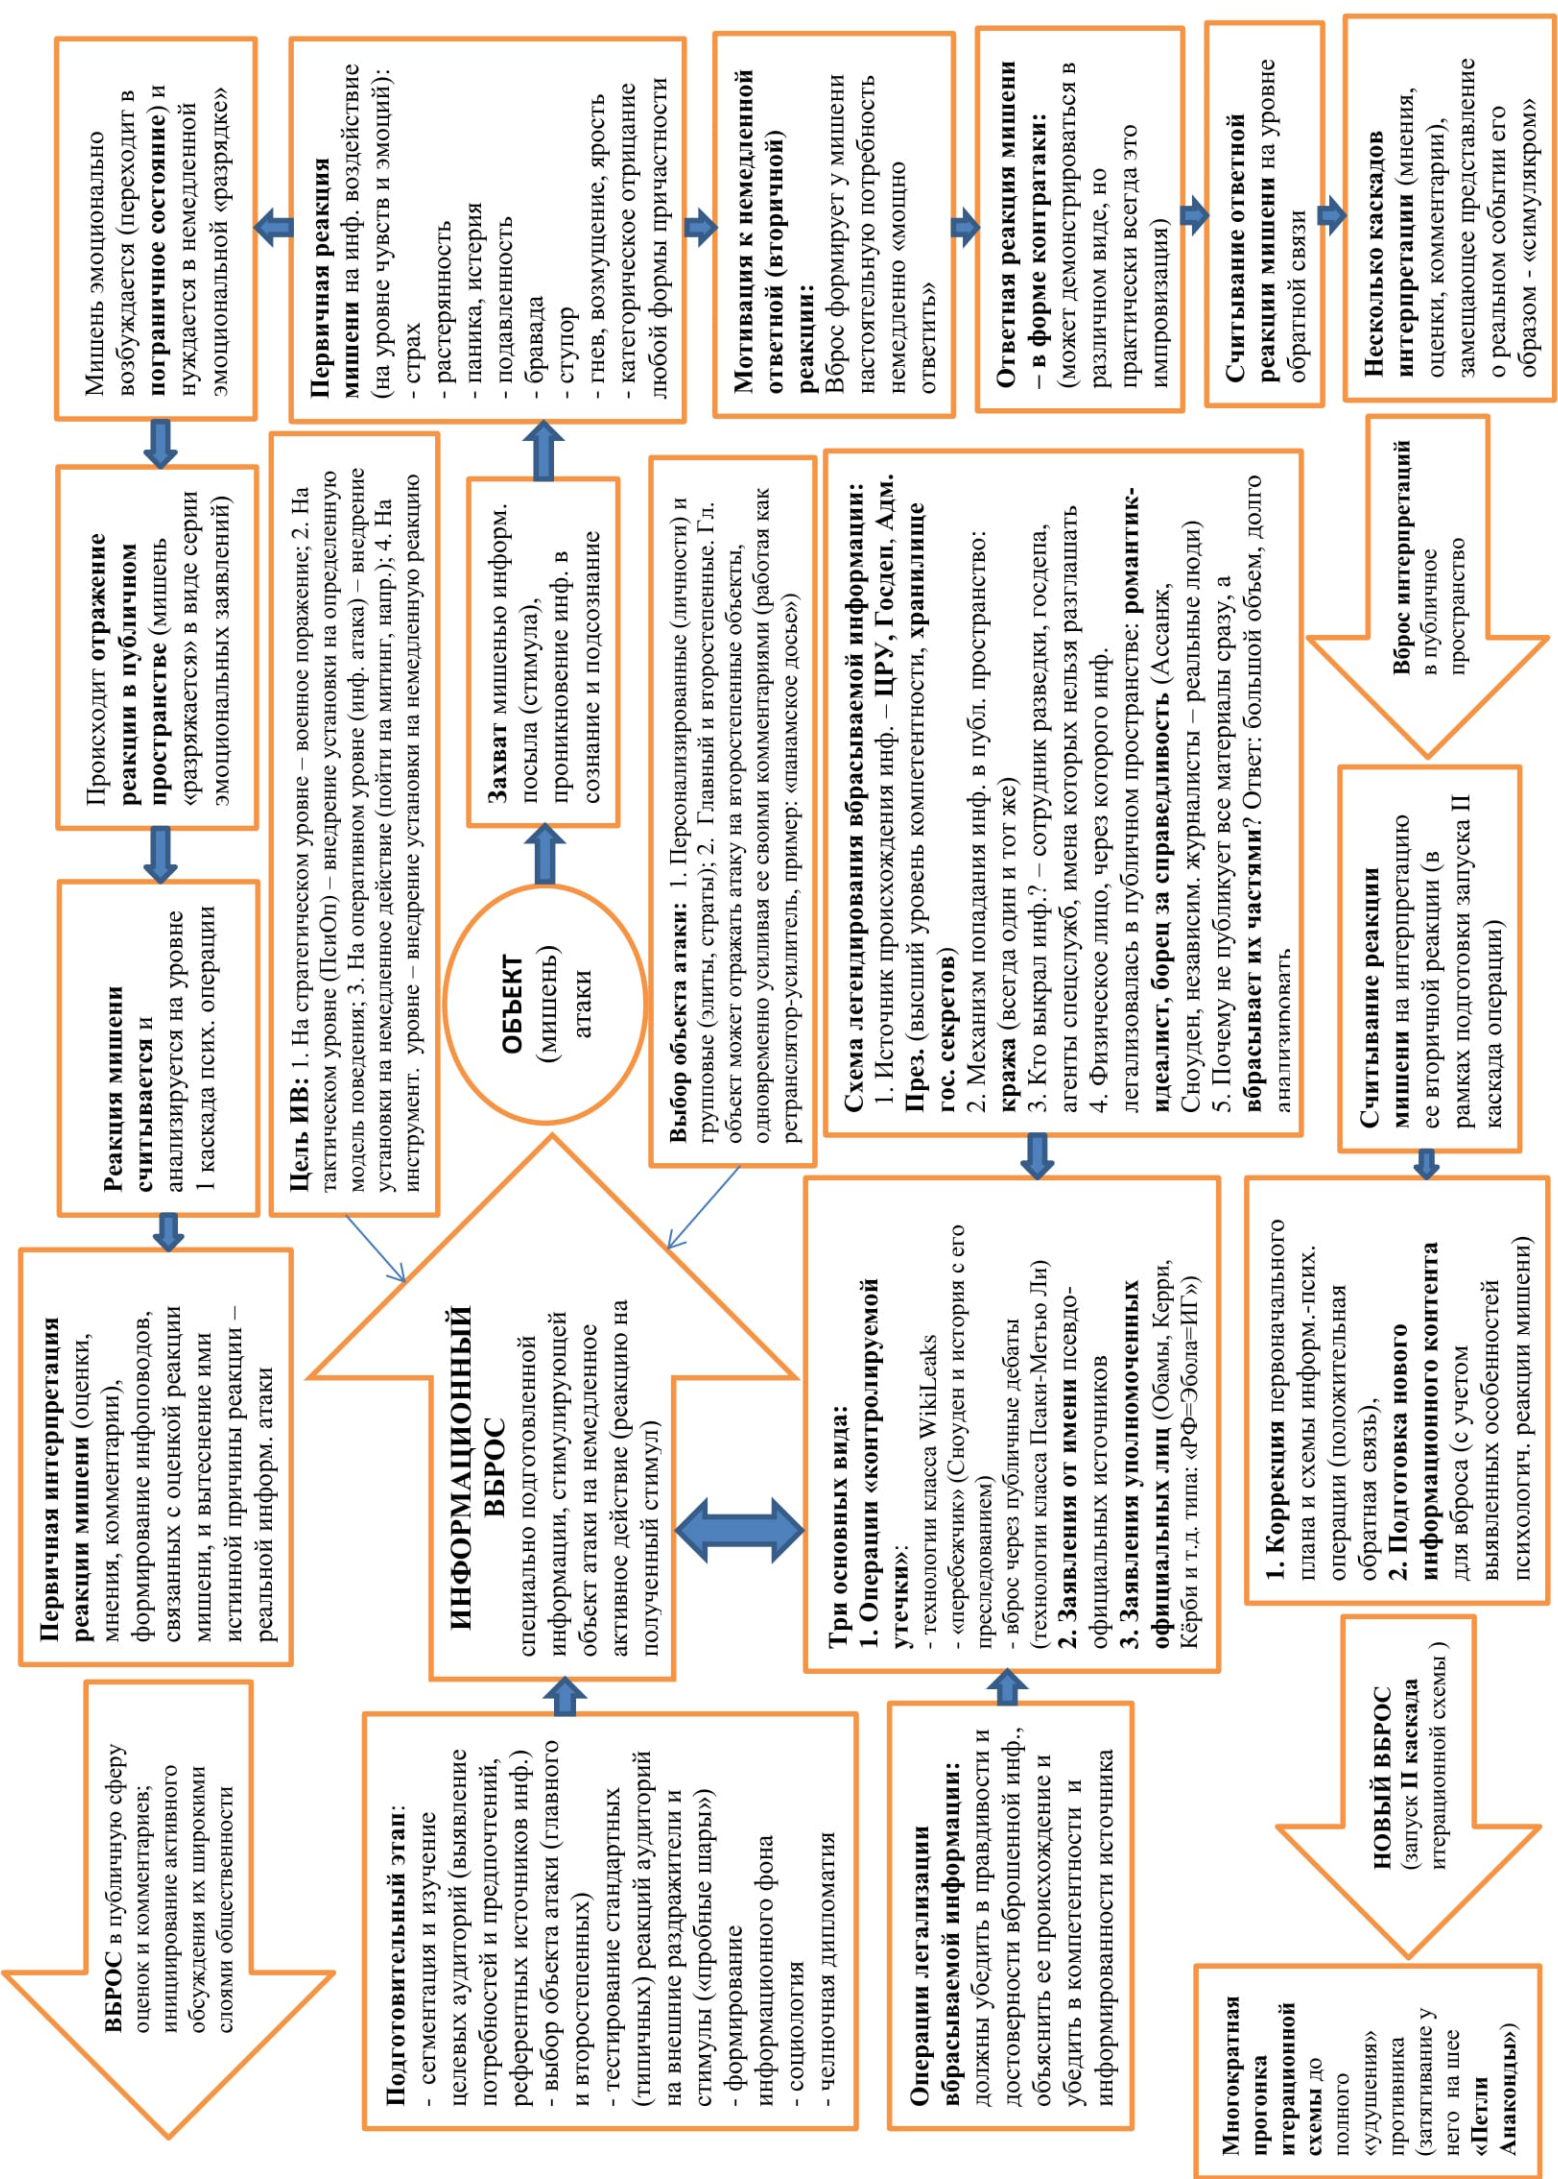 ВБРОС в публичную сферу
оценок и комментариев;
инициирование активного
обсуждения их широкими
слоями общественности
Первичная интерпретация
реакции мишени (оценки,
мнения, комментарии),
формирование инфоповодов,
связанных с оценкой реакции
мишени, и вытеснение ими
истинной причины реакции –
реальной информ. атаки
Реакция мишени
считывается и
анализируется на уровне
1 каскада псих. операции
Происходит отражение
реакции в публичном
пространстве (мишень
«разряжается» в виде серии
эмоциональных заявлений)
Мишень эмоционально
возбуждается (переходит в
пограничное состояние) и
нуждается в немедленной
эмоциональной «разрядке»
Подготовительный этап:
- сегментация и изучение
целевых аудиторий (выявление
потребностей и предпочтений,
референтных источников инф.)
- выбор объекта атаки (главного
и второстепенных)
- тестирование стандартных
(типичных) реакций аудиторий
на внешние раздражители и
стимулы («пробные шары»)
- формирование
информационного фона
- социология
- челночная дипломатия
ИНФОРМАЦИОННЫЙ
ВБРОС
специально подготовленной
информации, стимулирующей
объект атаки на немедленное
активное действие (реакцию на
полученный стимул)
Цель ИВ: 1. На стратегическом уровне – военное поражение; 2. На
тактическом уровне (ПсиОп) – внедрение установки на определенную
модель поведения; 3. На оперативном уровне (инф. атака) – внедрение
установки на немедленное действие (пойти на митинг, напр.); 4. На
инструмент. уровне – внедрение установки на немедленную реакцию
ОБЪЕКТ
(мишень)
атаки
Захват мишенью информ.
посыла (стимула),
проникновение инф. в
сознание и подсознание
Первичная реакция
мишени на инф. воздействие
(на уровне чувств и эмоций):
- страх
- растерянность
- паника, истерия
- подавленность
- бравада
- ступор
- гнев, возмущение, ярость
- категорическое отрицание
любой формы причастности
Выбор объекта атаки: 1. Персонализированные (личности) и
групповые (элиты, страты); 2. Главный и второстепенные. Гл.
объект может отражать атаку на второстепенные объекты,
одновременно усиливая ее своими комментариями (работая как
ретранслятор-усилитель, пример: «панамское досье»)
Мотивация к немедленной
ответной (вторичной)
реакции:
Вброс формирует у мишени
настоятельную потребность
немедленно «мощно
ответить»
Операции легализации
вбрасываемой информации:
должны убедить в правдивости и
достоверности вброшенной инф.,
объяснить ее происхождение и
убедить в компетентности и
информированности источника
Три основных вида:
1. Операции «контролируемой
утечки»:
- технологии класса WikiLeaks
- «перебежчик» (Сноуден и история с его
преследованием)
- вброс через публичные дебаты
(технологии класса Псаки-Метью Ли)
2. Заявления от имени псевдо-
официальных источников
3. Заявления уполномоченных
официальных лиц (Обамы, Керри,
Кёрби и т.д. типа: «РФ=Эбола=ИГ»)
Схема легендирования вбрасываемой информации:
1. Источник происхождения инф. – ЦРУ, Госдеп, Адм.
През. (высший уровень компетентности, хранилище
гос. секретов)
2. Механизм попадания инф. в публ. пространство:
кража (всегда один и тот же)
3. Кто выкрал инф.? – сотрудник разведки, госдепа,
агенты спецслужб, имена которых нельзя разглашать
4. Физическое лицо, через которого инф.
легализовалась в публичном пространстве: романтик-
идеалист, борец за справедливость (Ассанж,
Сноуден, независим. журналисты – реальные люди)
5. Почему не публикует все материалы сразу, а
вбрасывает их частями? Ответ: большой объем, долго
анализировать
Ответная реакция мишени
– в форме контратаки:
(может демонстрироваться в
различном виде, но
практически всегда это
импровизация)
Считывание ответной
реакции мишени на уровне
обратной связи
Несколько каскадов
интерпретации (мнения,
оценки, комментарии),
замещающее представление
о реальном событии его
образом - «симулякром»
Вброс интерпретаций
в публичное
пространство
Считывание реакции
мишени на интерпретацию
ее вторичной реакции (в
рамках подготовки запуска II
каскада операции)
1. Коррекция первоначального
плана и схемы информ.-псих.
операции (положительная
обратная связь),
2. Подготовка нового
информационного контента
для вброса (с учетом
выявленных особенностей
психологич. реакции мишени)
НОВЫЙ ВБРОС
(запуск II каскада
итерационной схемы )
Многократная
прогонка
итерационной
схемы до
полного
«удушения»
противника
(затягивание у
него на шее
«Петли
Анаконды»)